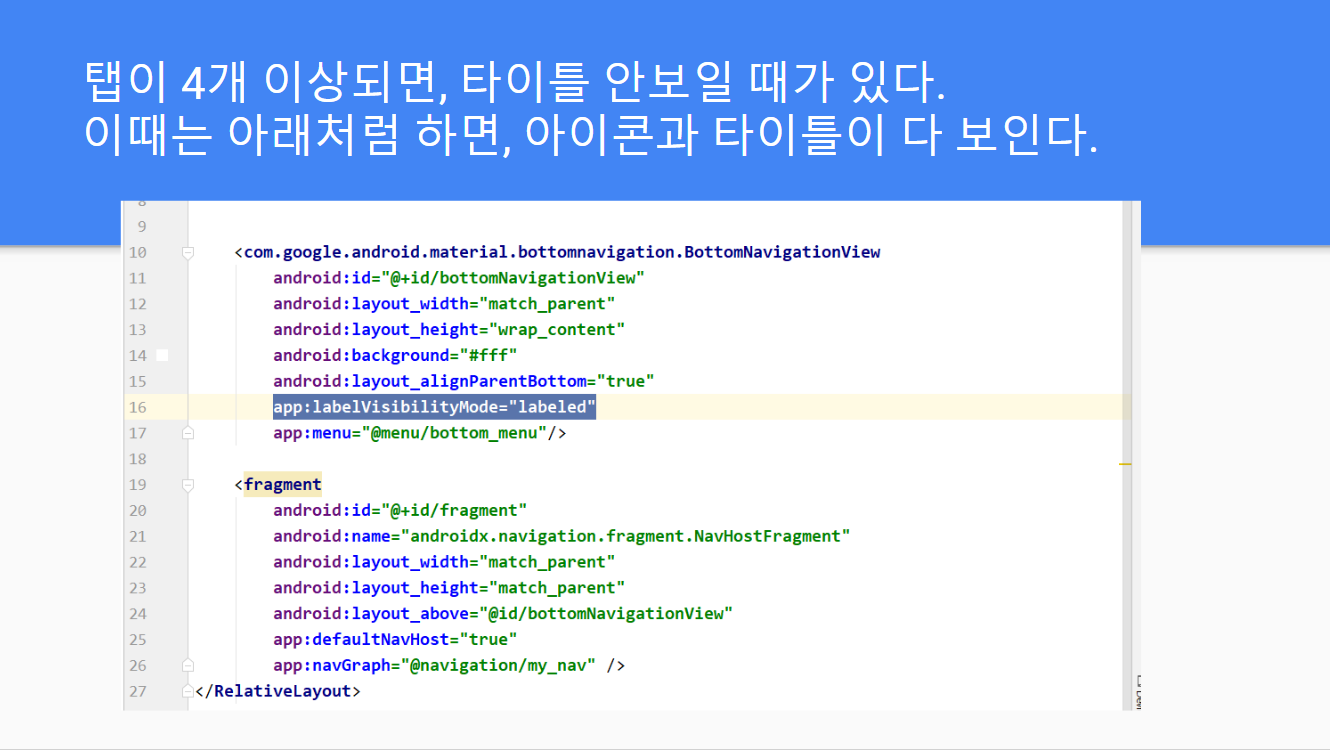 탭이 4개 이상되면, 타이틀 안보일 때가 있다.
이때는 아래처럼 하면, 아이콘과 타이틀이 다 보인다.
8
9
10 <com.google.android.material.bottomnavigation.BottomNavigationView
11 android:id="@+id/bottomNavigationView"
12 android:layout_width="match_parent"
13 android:layout_height="wrap_content"
14 android:background="#fff"
15 android:layout_alignParentBottom="true"
16 app:labelVisibilityMode="labeled"
17 app:menu="@menu/bottom_menu"/>
18
19 <fragment
20 android:id="@+id/fragment"
21 android:name="androidx.navigation.fragment.NavHostFragment"
22 android:layout_width="match_parent"
23 android:layout_height="match_parent"
24 android:layout_above="@id/bottomNavigationView"
25 app:defaultNavHost="true"
26 app:navGraph="@navigation/my_nav" />
27 </RelativeLayout>